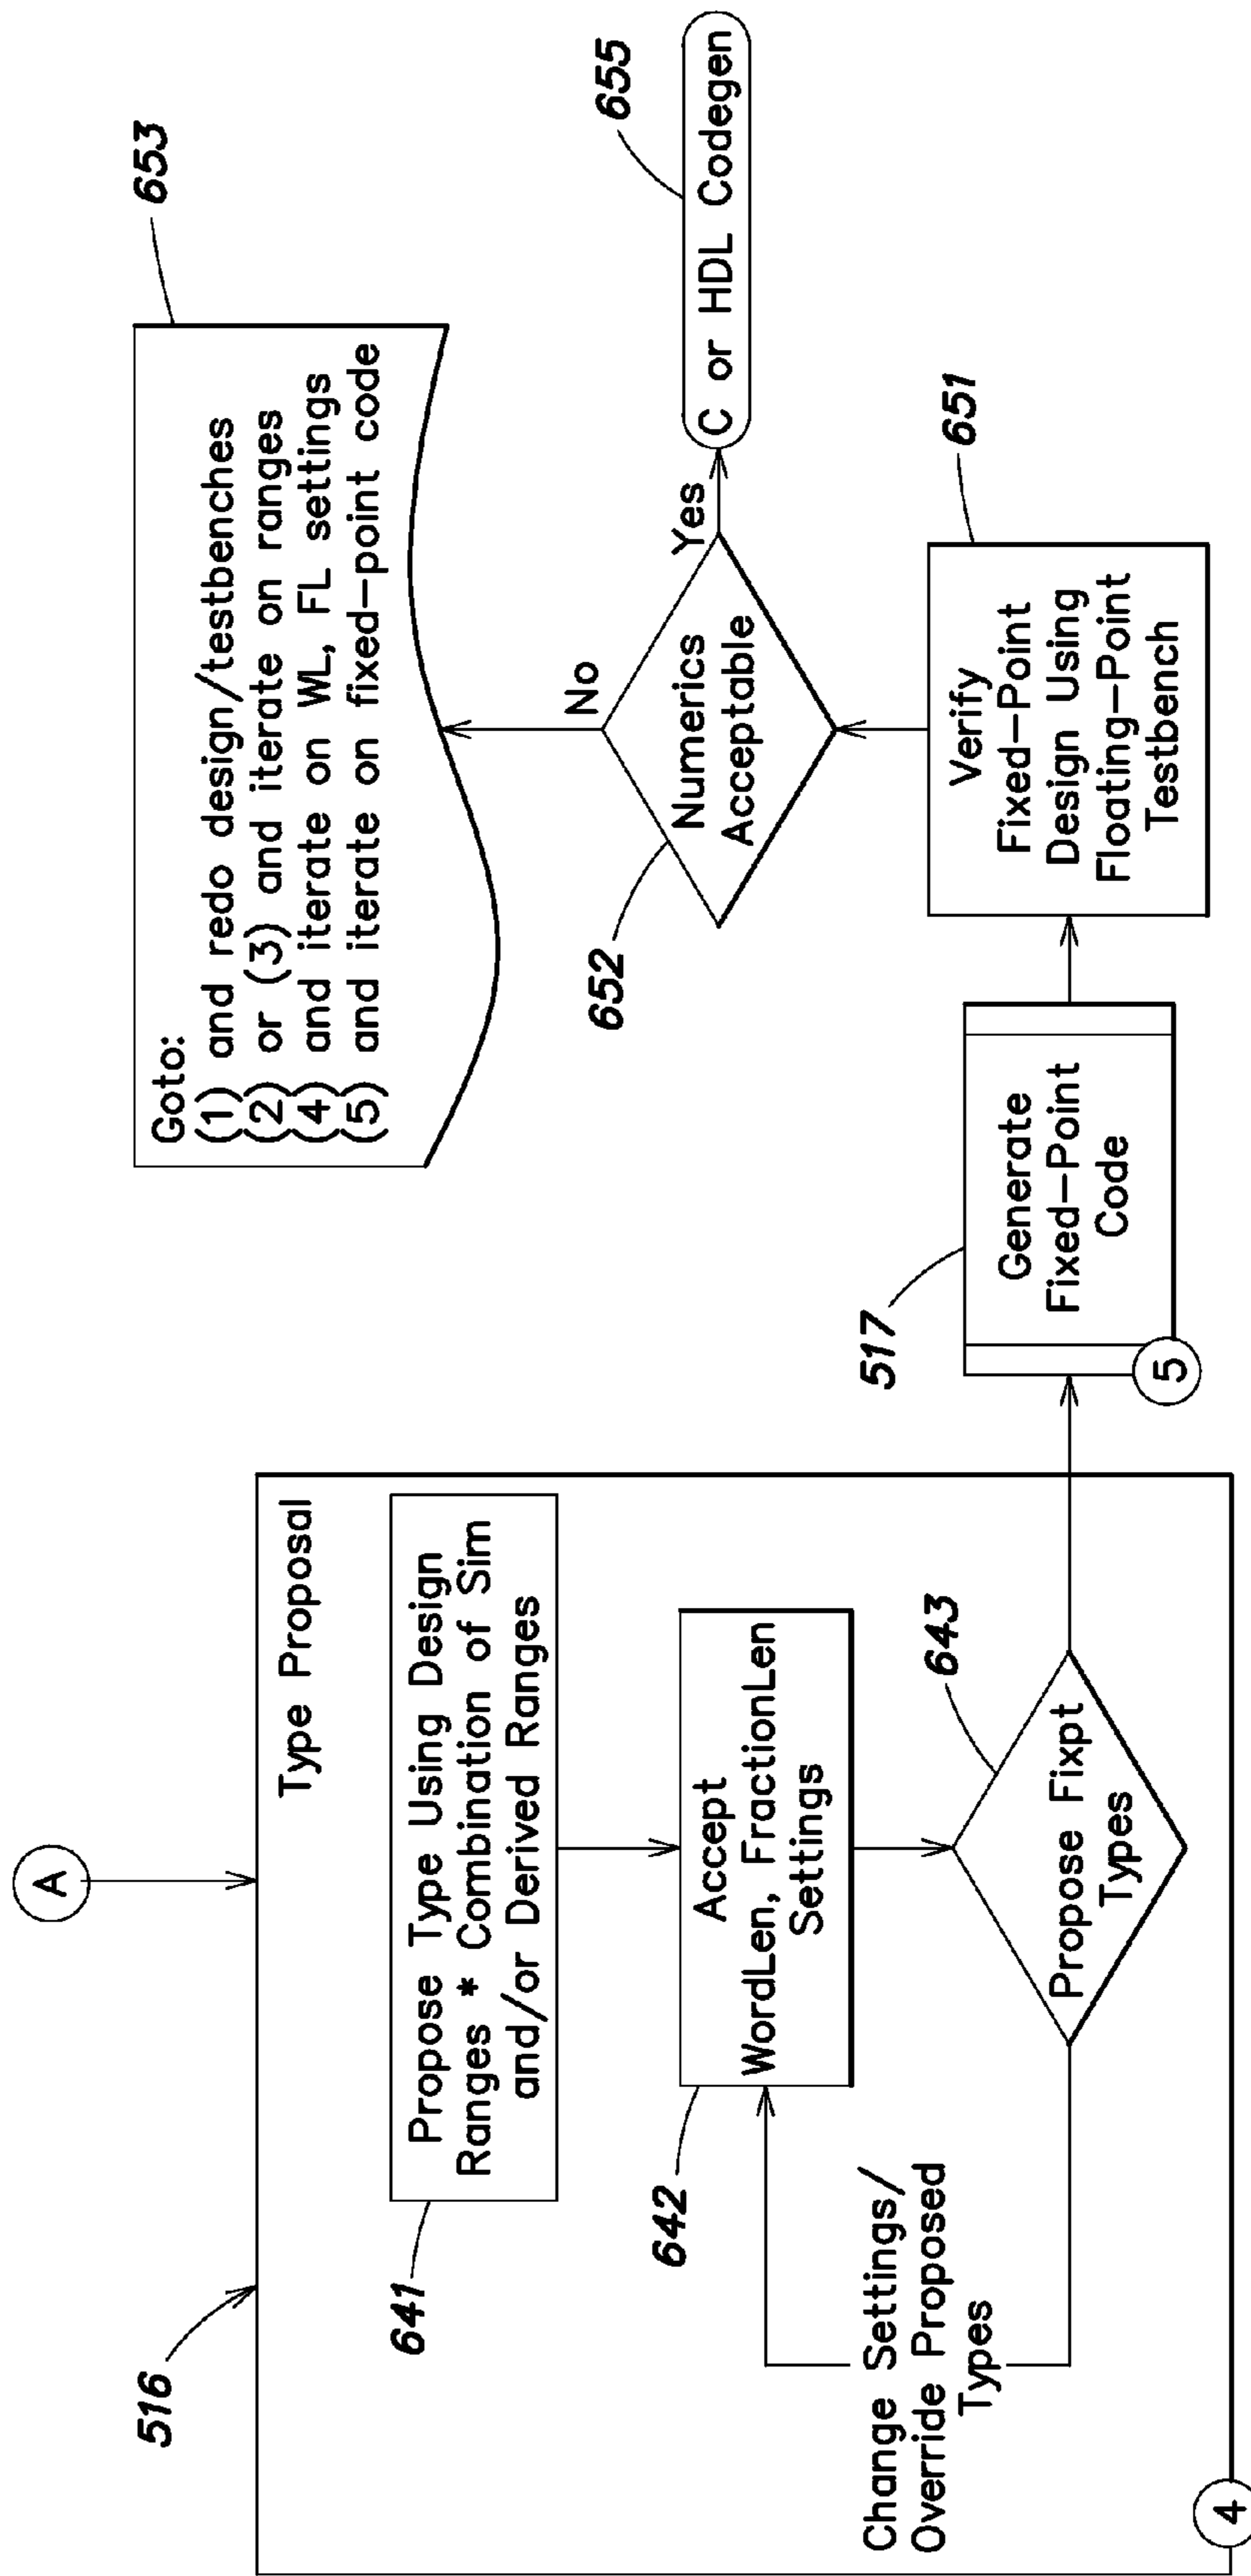 A
516
Type Proposal
641
Propose Type Using Design
Ranges * Combination of Sim
and/or Derived Ranges
642
Accept
WordLen, FractionLen
Settings
Change Settings/
Override Proposed
Types
643
Propose Fixpt
Types
4
517
Generate
Fixed-Point
Code
5
651
Verify
Fixed-Point
Design Using
Floating-Point
Testbench
652
Numerics
Acceptable
No
Yes
653
Goto:
(1) and redo design/testbenches
(2) or (3) and iterate on ranges
(4) and iterate on WL, FL settings
(5) and iterate on fixed-point code
655
C or HDL Codegen